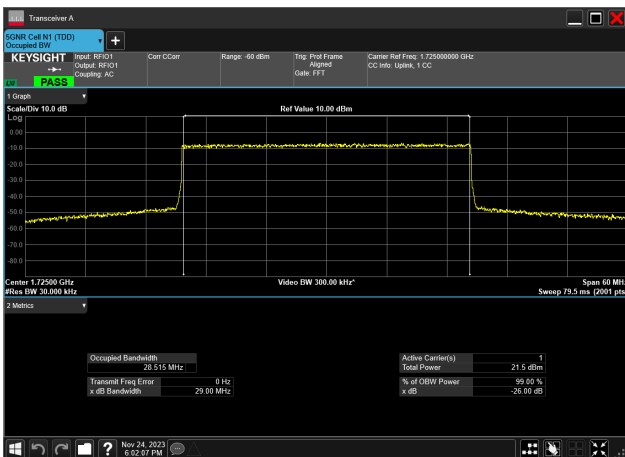 Transceiver A
5GNR Cell N1 (TDD)
Occupied BW
KEYSIGHT
Input: RFIO1
Output: RFIO1
Coupling: AC
Corr CCorr
Range: -60 dBm
Trig: Prot Frame
Aligned
Gate: FFT
Carrier Ref Freq: 1.725000000 GHz
CC Info: Uplink, 1 CC
PASS
1 Graph
Scale/Div 10.0 dB
Ref Value 10.00 dBm
Log
0.00
-10.0
-20.0
-30.0
-40.0
-50.0
-60.0
-70.0
-80.0
Center 1.72500 GHz
Video BW 300.00 kHz*
Span 60 MHz
#Res BW 30.000 kHz
Sweep 79.5 ms (2001 pts
2 Metrics
Occupied Bandwidth
28.515 MHz
Active Carrier(s) 1
Total Power 21.5 dBm
Transmit Freq Error 0 Hz
x dB Bandwidth 29.00 MHz
% of OBW Power 99.00 %
x dB -26.00 dB
Nov 24, 2023
6:02:07 PM